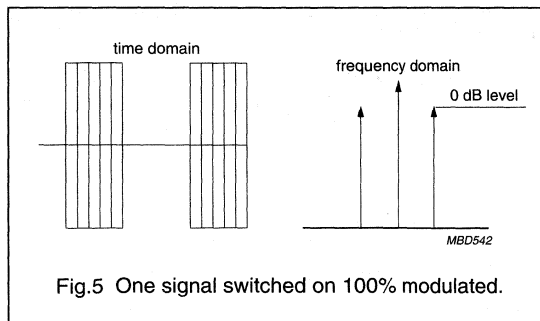 time domain
frequency domain
0 dB level
MBD542
Fig.5 One signal switched on 100% modulated.